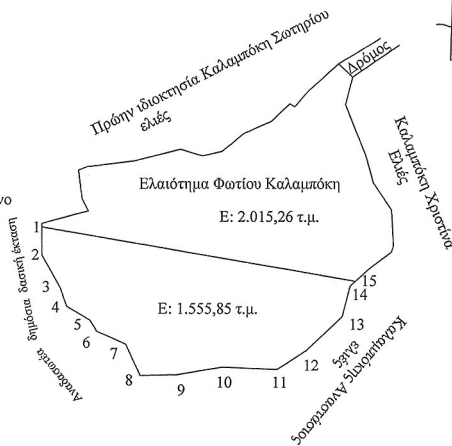 Πρώην ιδιοκτησία Καλαμπόκη Σωτηρίου
ελιές
Δρόμος
Καλαμπόκη Χριστίνα
Ελιές
Ελαιότημα Φωτίου Καλαμπόκη
Ε: 2.015,26 τ.μ.
νο
1
2
3
4
5
6
7
8
9
10
11
12
13
14
15
Ε: 1.555,85 τ.μ.
Αναδασωτέα δημόσια δασική έκταση
ελιές
Καλαμπόκης Αναστάσιος